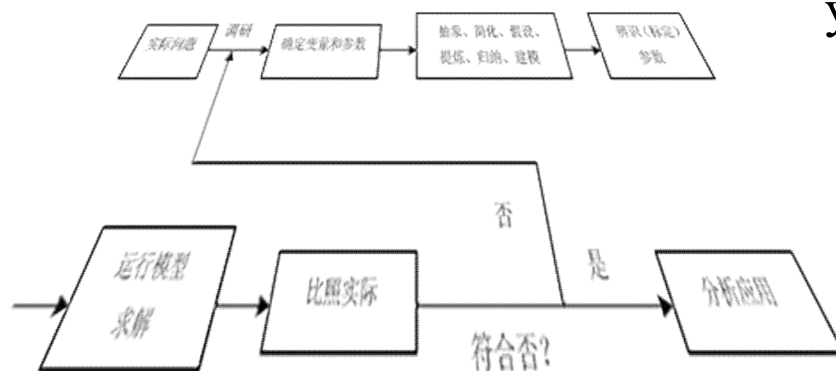 y
调研
实际问题
确定变量和参数
抽象、简化、假设、
提炼、归纳、建模
辨识(标定)
参数
否
运行模型
求解
比照实际
是
分析应用
符合否?